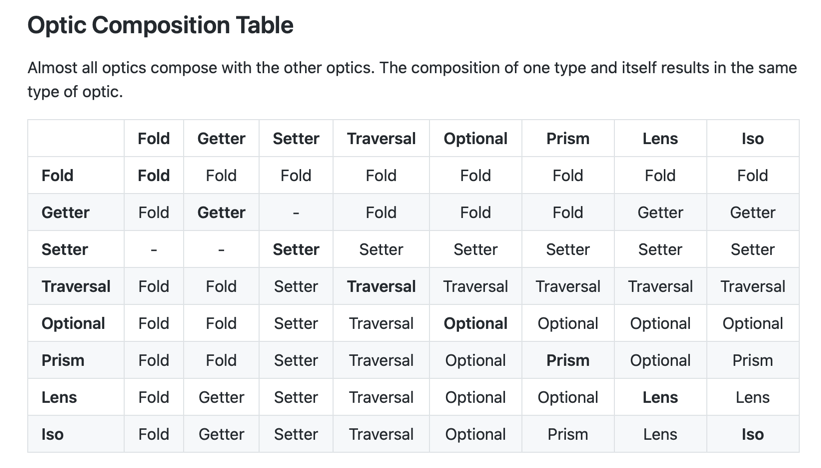 Optic Composition Table
Almost all optics compose with the other optics. The composition of one type and itself results in the same
type of optic.
Fold Getter Setter Traversal Optional Prism Lens Iso
Fold Fold Fold Fold Fold Fold Fold Fold Fold
Getter Fold Getter - Fold Fold Fold Getter Getter
Setter - - Setter Setter Setter Setter Setter Setter
Traversal Fold Fold Setter Traversal Traversal Traversal Traversal Traversal
Optional Fold Fold Setter Traversal Optional Optional Optional Optional
Prism Fold Fold Setter Traversal Optional Prism Optional Prism
Lens Fold Getter Setter Traversal Optional Optional Lens Lens
Iso Fold Getter Setter Traversal Optional Prism Lens Iso